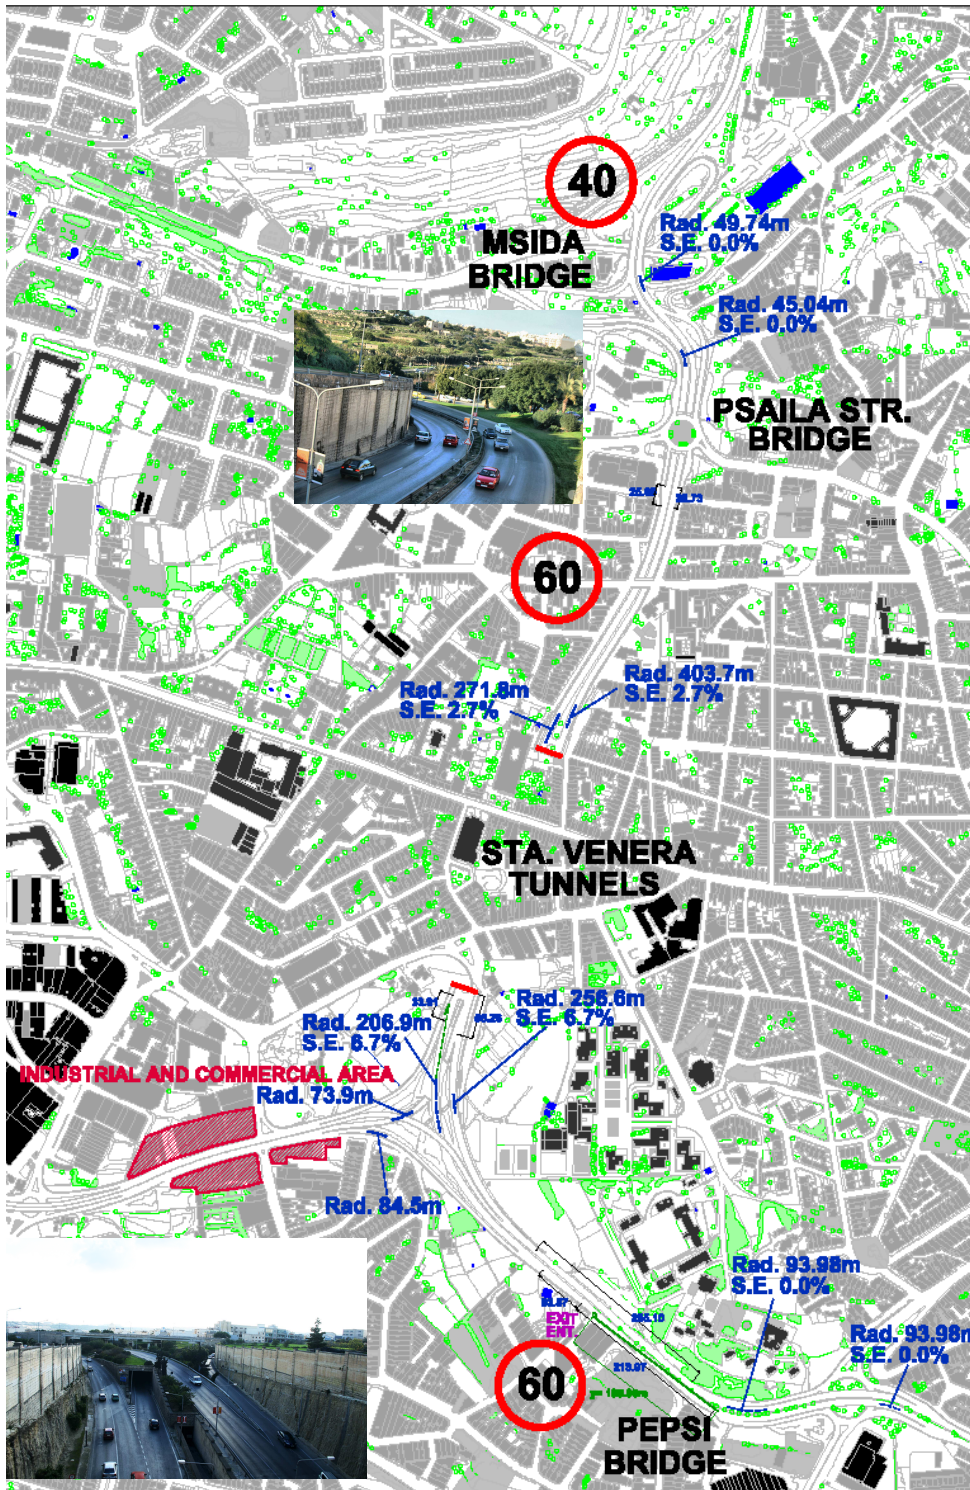 40
Rad. 49.74m
S.E. 0.0%
MSIDA
BRIDGE
Rad. 45.04m
S.E. 0.0%
PSAILA STR.
BRIDGE
60
Rad. 403.7m
S.E. 2.7%
Rad. 271.8m
S.E. 2.7%
STA. VENERA
TUNNELS
Rad. 256.6m
S.E. 6.7%
Rad. 206.9m
S.E. 6.7%
INDUSTRIAL AND COMMERCIAL AREA
Rad. 73.9m
Rad. 84.5m
Rad. 93.98m
S.E. 0.0%
EXIT
ENT.
Rad. 93.98m
S.E. 0.0%
213.97
60
PEPSI
BRIDGE